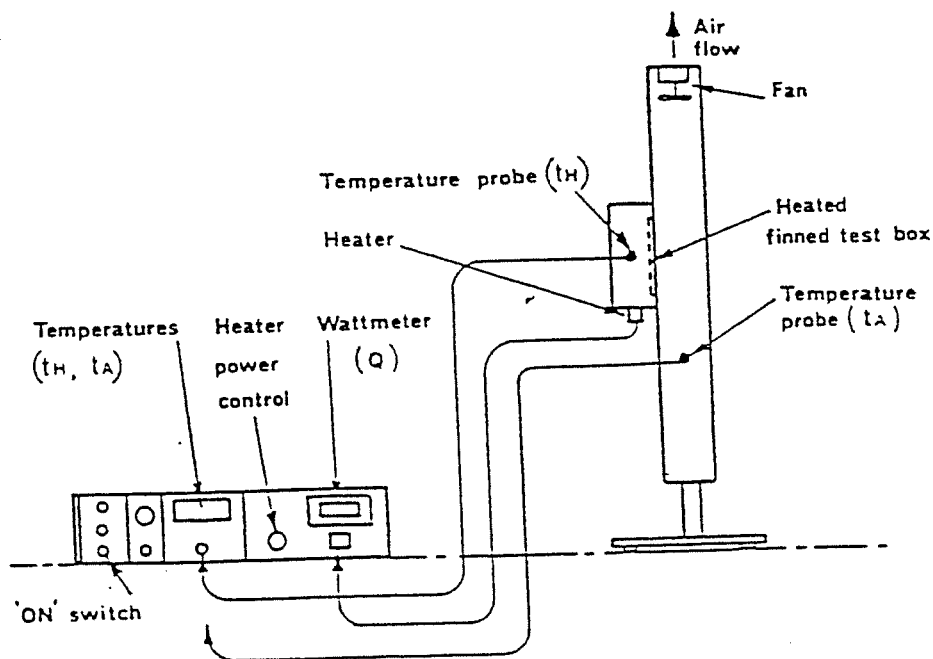 Air
flow
Fan
Temperature probe (tH)
Heater
Heated
finned test box
Temperature
probe (tA)
Temperatures
(tH, tA)
Heater
power
control
Wattmeter
(Q)
'ON' switch